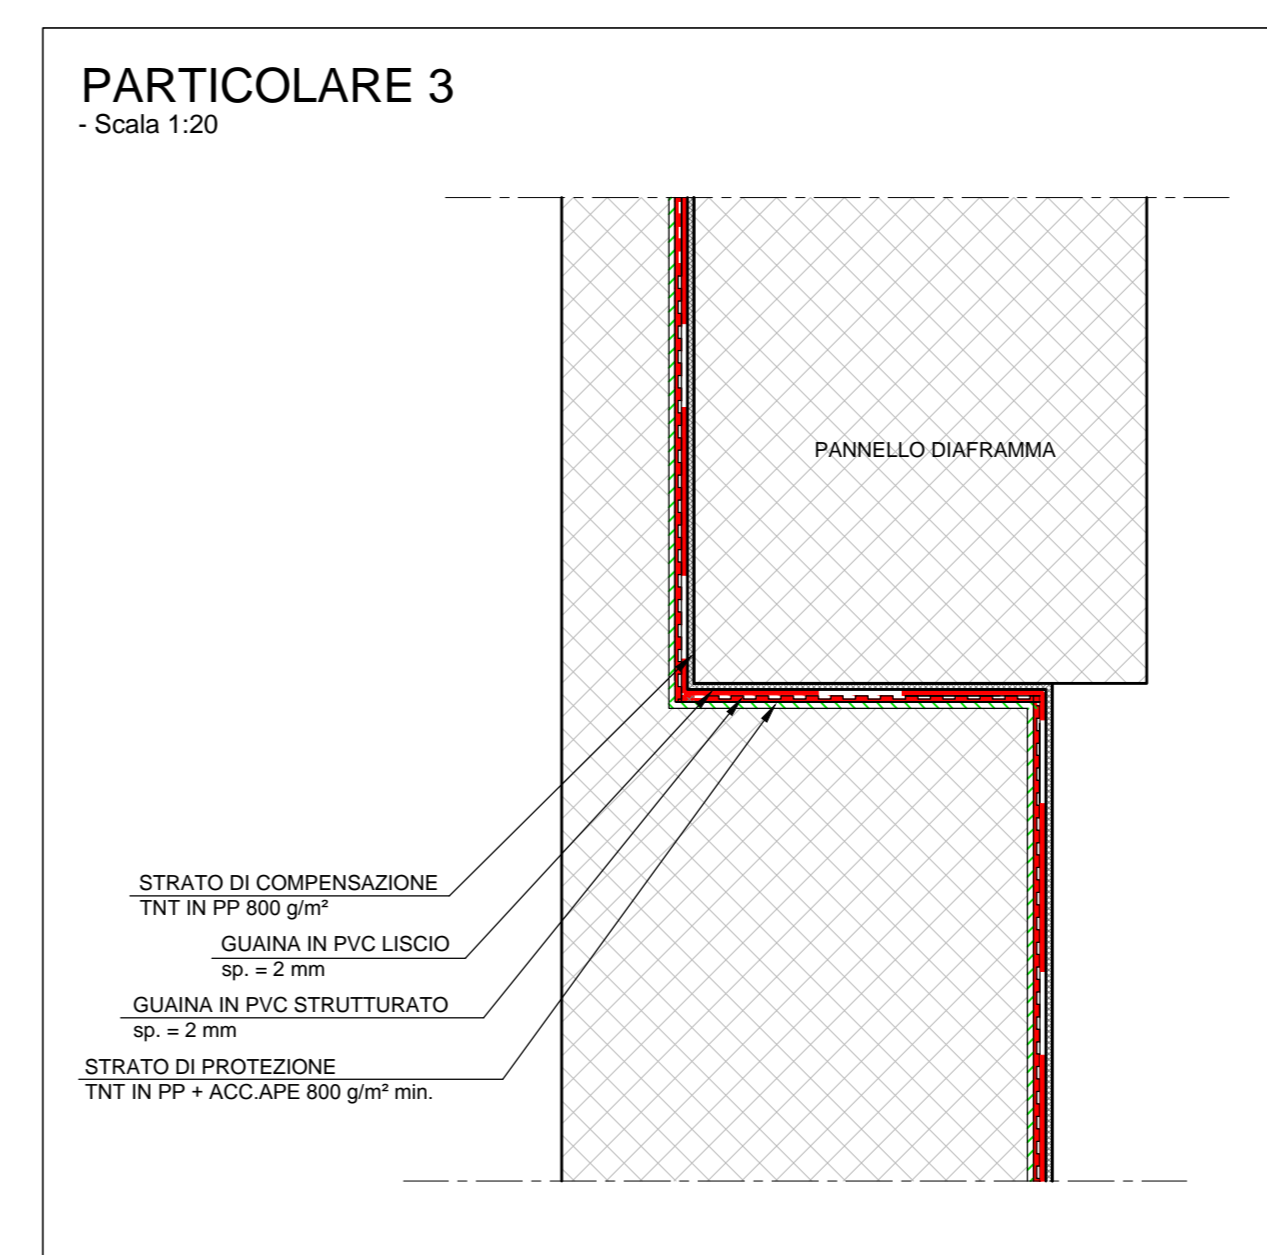 PARTICOLARE 3
- Scala 1:20
PANNELLO DIAFRAMMA
STRATO DI COMPENSAZIONE
TNT IN PP 800 g/m²
GUAINA IN PVC LISCIO
sp. = 2 mm
GUAINA IN PVC STRUTTURATO
sp. = 2 mm
STRATO DI PROTEZIONE
TNT IN PP + ACC.APE 800 g/m² min.